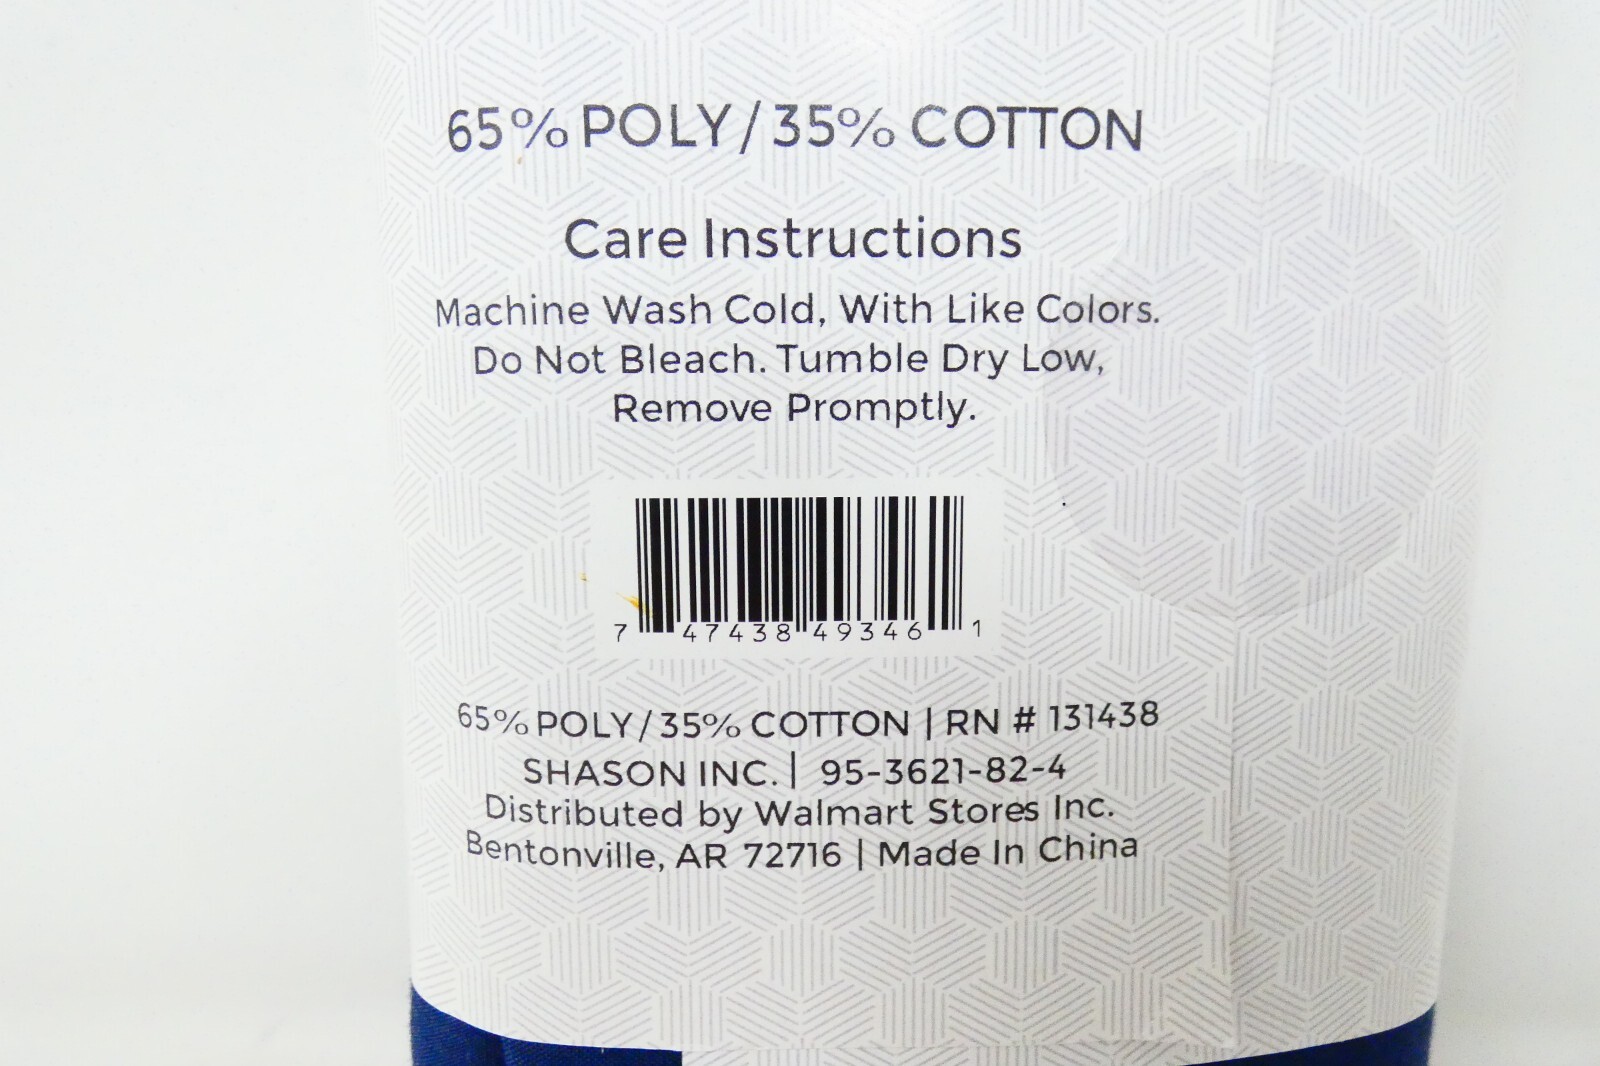 65% POLY / 35% COTTON
Care Instructions
Machine Wash Cold, With Like Colors.
Do Not Bleach. Tumble Dry Low,
Remove Promptly.
7 47438 49346 1
65% POLY / 35% COTTON | RN # 131438
SHASON INC. | 95-3621-82-4
Distributed by Walmart Stores Inc.
Bentonville, AR 72716 | Made In China